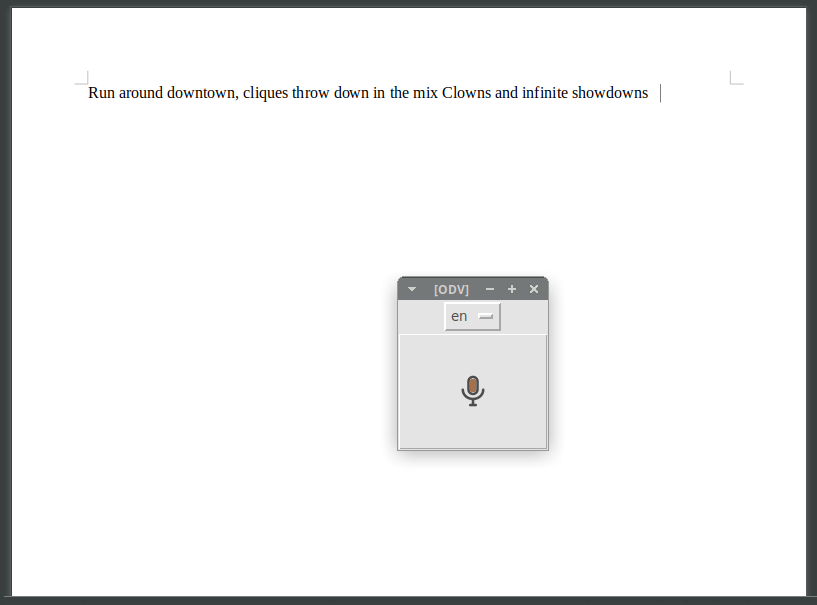 Run around downtown, cliques throw down in the mix Clowns and infinite showdowns
[ODV]
en